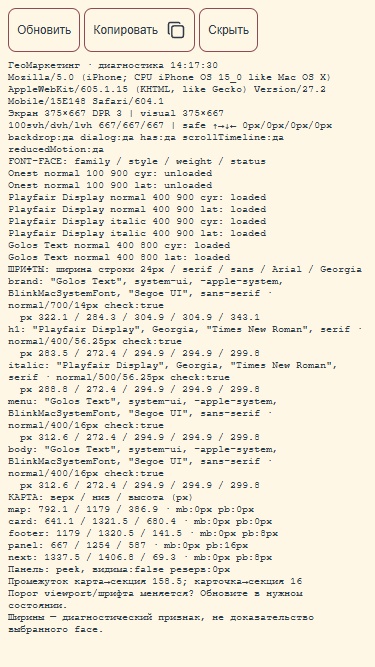 Обновить
Копировать
Скрыть
ГеоМаркетинг · диагностика 14:17:30
Mozilla/5.0 (iPhone; CPU iPhone OS 15_0 like Mac OS X)
AppleWebKit/605.1.15 (KHTML, like Gecko) Version/27.2
Mobile/15E148 Safari/604.1
Экран 375×667 DPR 3 | visual 375×667
100svh/dvh/lvh 667/667/667 | safe ↑→↓← 0px/0px/0px/0px
backdrop:да dialog:да has:да scrollTimeline:да
reducedMotion:да
FONT-FACE: family / style / weight / status
Onest normal 100 900 cyr: unloaded
Onest normal 100 900 lat: unloaded
Playfair Display normal 400 900 cyr: loaded
Playfair Display normal 400 900 lat: loaded
Playfair Display italic 400 900 cyr: loaded
Playfair Display italic 400 900 lat: loaded
Golos Text normal 400 800 cyr: loaded
Golos Text normal 400 800 lat: loaded
ШРИФТЫ: ширина строки 24px / serif / sans / Arial / Georgia
brand: "Golos Text", system-ui, -apple-system,
BlinkMacSystemFont, "Segoe UI", sans-serif ·
normal/700/14px check:true
px 322.1 / 284.3 / 304.9 / 304.9 / 343.1
h1: "Playfair Display", Georgia, "Times New Roman", serif ·
normal/400/56.25px check:true
px 283.5 / 272.4 / 294.9 / 294.9 / 299.8
italic: "Playfair Display", Georgia, "Times New Roman",
serif · normal/500/56.25px check:true
px 288.8 / 272.4 / 294.9 / 294.9 / 299.8
menu: "Golos Text", system-ui, -apple-system,
BlinkMacSystemFont, "Segoe UI", sans-serif ·
normal/400/16px check:true
px 312.6 / 272.4 / 294.9 / 294.9 / 299.8
body: "Golos Text", system-ui, -apple-system,
BlinkMacSystemFont, "Segoe UI", sans-serif ·
normal/400/16px check:true
px 312.6 / 272.4 / 294.9 / 294.9 / 299.8
КАРТА: верх / низ / высота (px)
map: 792.1 / 1179 / 386.9 · mb:0px pb:0px
card: 641.1 / 1321.5 / 680.4 · mb:0px pb:0px
footer: 1179 / 1320.5 / 141.5 · mb:0px pb:8px
panel: 667 / 1254 / 587 · mb:0px pb:16px
next: 1337.5 / 1406.8 / 69.3 · mb:0px pb:8px
Панель: peek, видима:false резерв:0px
Промежуток карта→секция 158.5; карточка→секция 16
Порог viewport/шрифта меняется? Обновите в нужном
состоянии.
Ширины — диагностический признак, не доказательство
выбранного face.